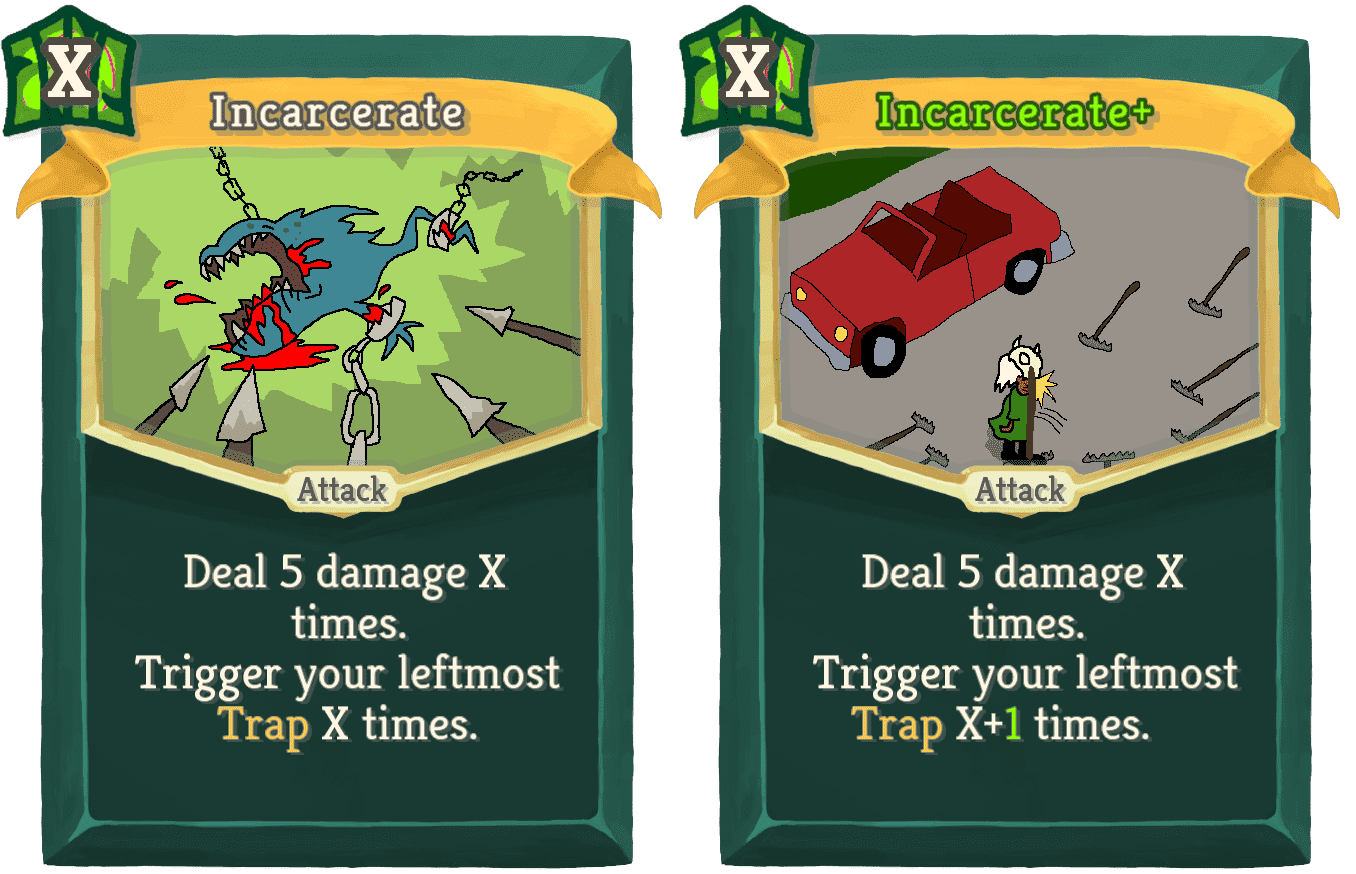 X
Incarcerate
Attack
Deal 5 damage X
times.
Trigger your leftmost
Trap X times.
X
Incarcerate+
Attack
Deal 5 damage X
times.
Trigger your leftmost
Trap X+1 times.